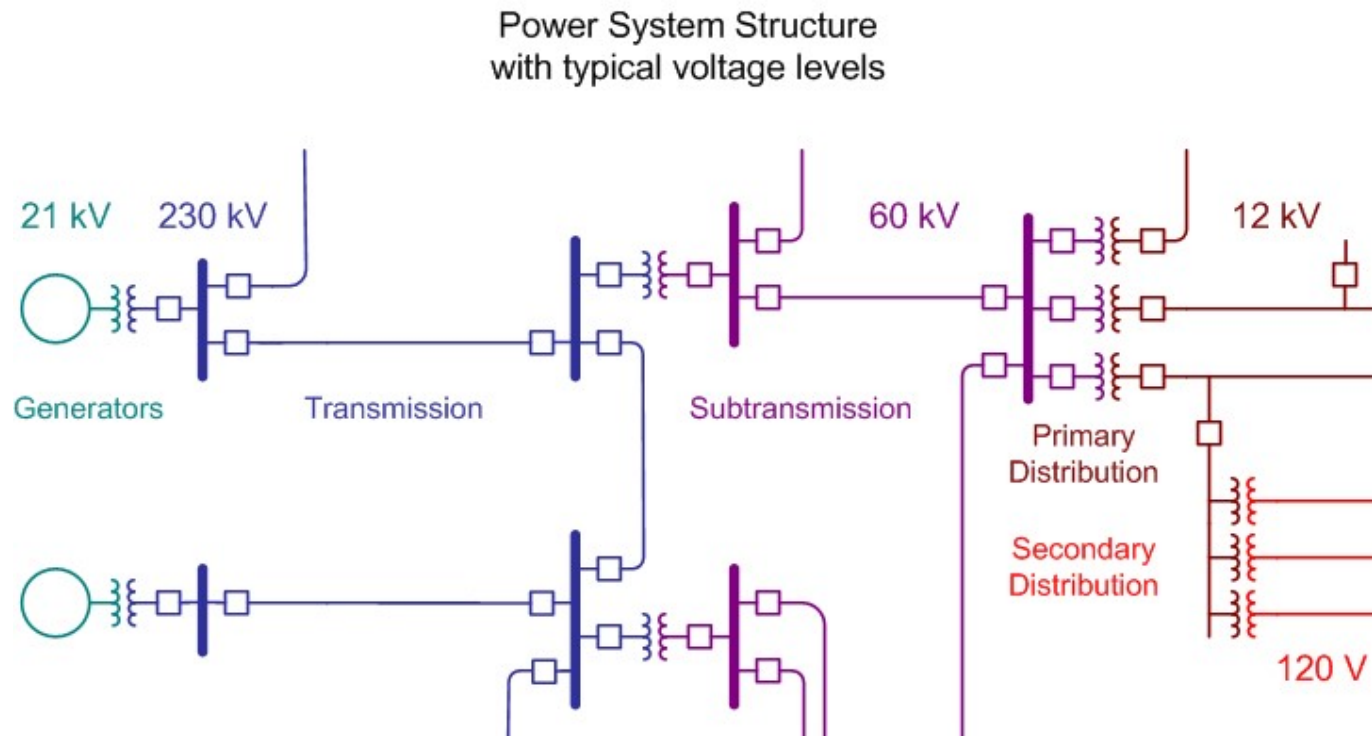 Power System Structure
with typical voltage levels
21 kV
230 kV
60 kV
12 kV
Generators
Transmission
Subtransmission
Primary
Distribution
Secondary
Distribution
120 V